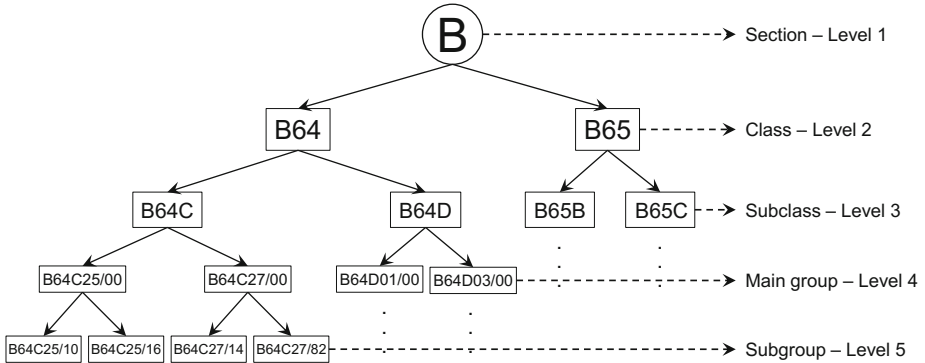 B
Section – Level 1
B64
B65
Class – Level 2
B64C
B64D
B65B
B65C
Subclass – Level 3
B64C25/00
B64C27/00
B64D01/00
B64D03/00
Main group – Level 4
B64C25/10
B64C25/16
B64C27/14
B64C27/82
Subgroup – Level 5